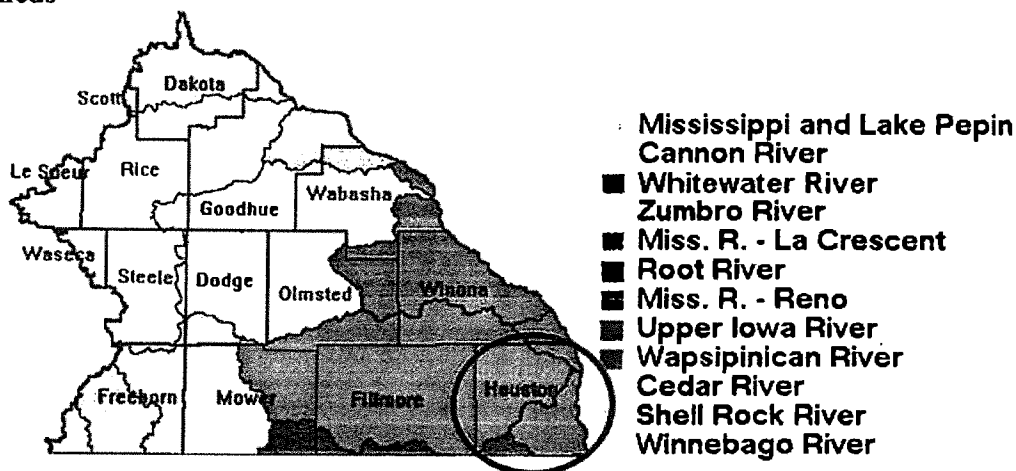 Dakota
Scott
Le Soeur
Rice
Wabasha
Goodhue
Waseca
Steele
Dodge
Olmsted
Winona
Freeborn
Mower
Fillmore
Houston
Mississippi and Lake Pepin
Cannon River
Whitewater River
Zumbro River
Miss. R. - La Crescent
Root River
Miss. R. - Reno
Upper Iowa River
Wapsipinican River
Cedar River
Shell Rock River
Winnebago River